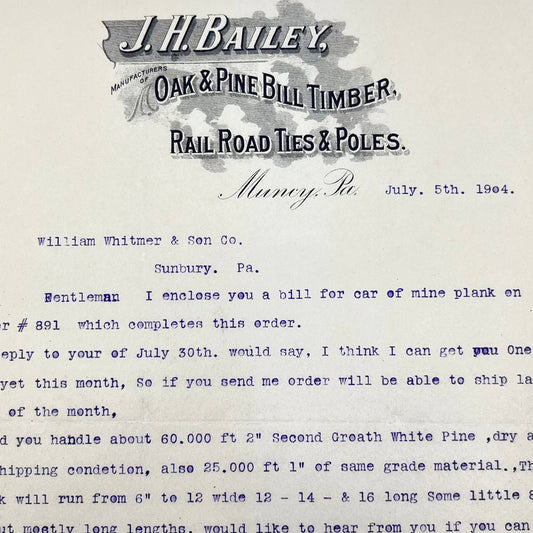 J. H. BAILEY,
MANUFACTURERS OF
OAK & PINE BILL TIMBER,
RAIL ROAD TIES & POLES.
Muncy, Pa. July. 5th. 1904.
William Whitmer & Son Co.
Sunbury. Pa.
Fentleman I enclose you a bill for car of mine plank on
er # 891 which completes this order.
eply to your of July 30th. would say, I think I can get you One
yet this month, So if you send me order will be able to ship la
of the month,
d you handle about 60.000 ft 2" Second Groath White Pine ,dry a
hipping condetion, also 25.000 ft 1" of same grade material.,Th
k will run from 6" to 12 wide 12 - 14 - & 16 long Some little 8
ut mostly long lengths. would like to hear from you if you can